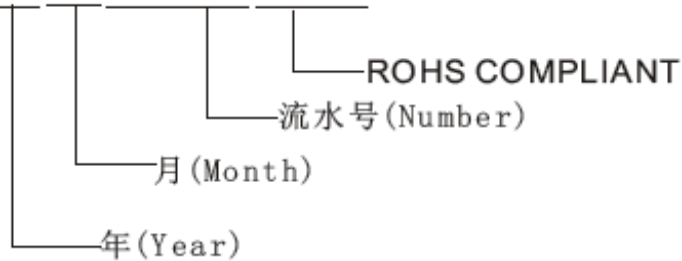 ROHS COMPLIANT
流水号(Number)
月(Month)
年(Year)